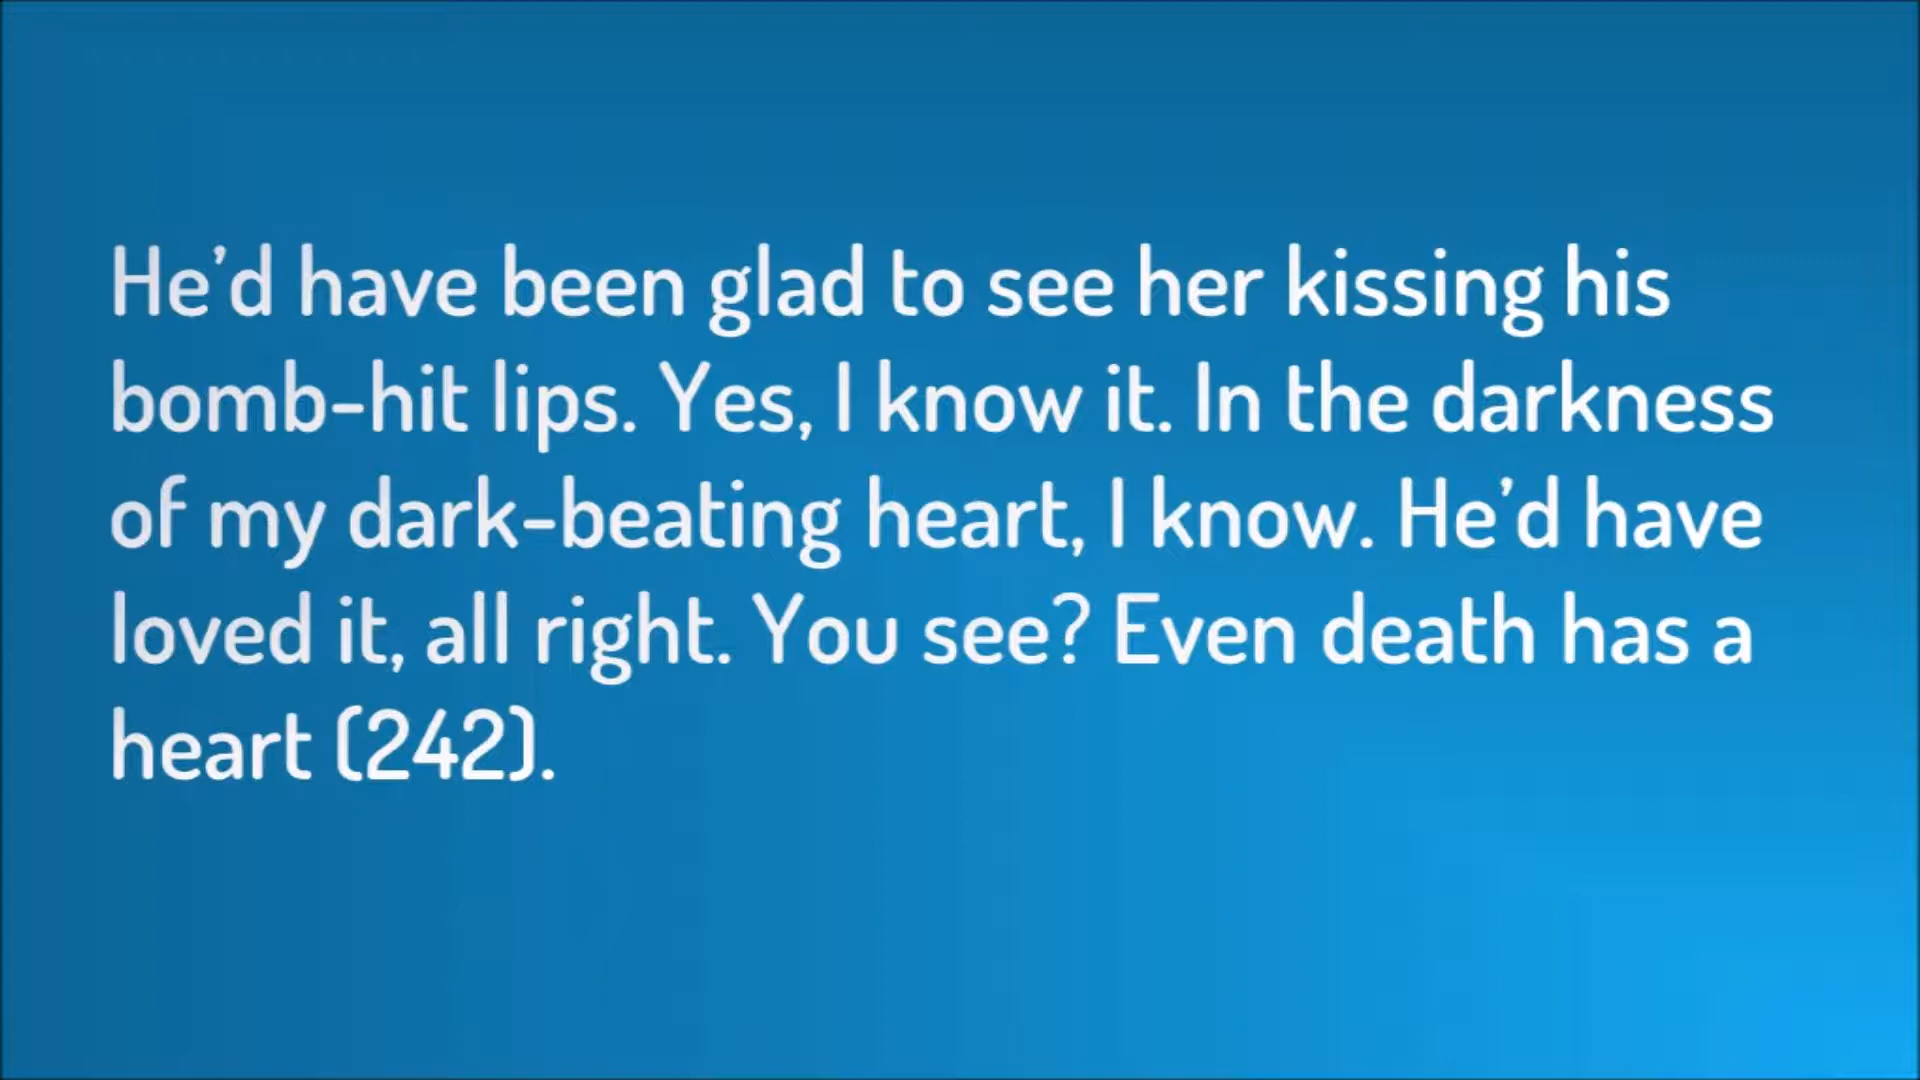 He’d have been glad to see her kissing his
bomb-hit lips. Yes, I know it. In the darkness
of my dark-beating heart, I know. He’d have
loved it, all right. You see? Even death has a
heart (242).